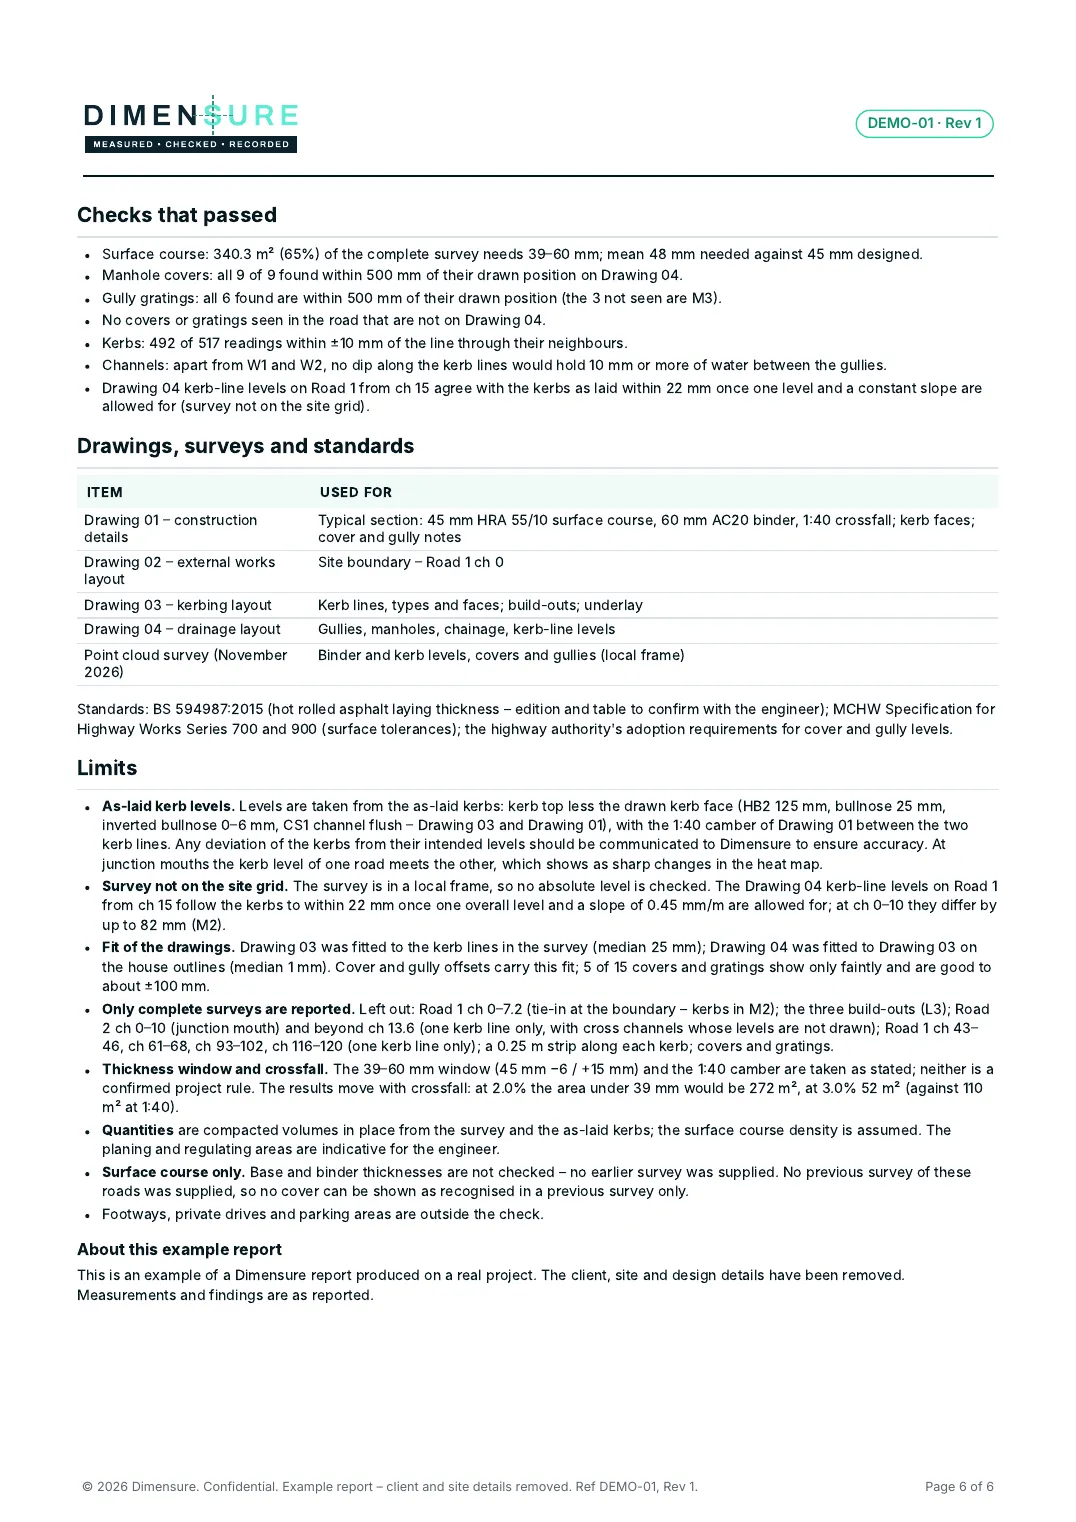 DIMENSURE
MEASURED • CHECKED • RECORDED
DEMO-01 · Rev 1
Checks that passed
• Surface course: 340.3 m² (65%) of the complete survey needs 39–60 mm; mean 48 mm needed against 45 mm designed.
• Manhole covers: all 9 of 9 found within 500 mm of their drawn position on Drawing 04.
• Gully gratings: all 6 found are within 500 mm of their drawn position (the 3 not seen are M3).
• No covers or gratings seen in the road that are not on Drawing 04.
• Kerbs: 492 of 517 readings within ±10 mm of the line through their neighbours.
• Channels: apart from W1 and W2, no dip along the kerb lines would hold 10 mm or more of water between the gullies.
• Drawing 04 kerb-line levels on Road 1 from ch 15 agree with the kerbs as laid within 22 mm once one level and a constant slope are
allowed for (survey not on the site grid).
Drawings, surveys and standards
ITEM USED FOR
Drawing 01 – construction Typical section: 45 mm HRA 55/10 surface course, 60 mm AC20 binder, 1:40 crossfall; kerb faces;
details cover and gully notes
Drawing 02 – external works Site boundary – Road 1 ch 0
layout
Drawing 03 – kerbing layout Kerb lines, types and faces; build-outs; underlay
Drawing 04 – drainage layout Gullies, manholes, chainage, kerb-line levels
Point cloud survey (November Binder and kerb levels, covers and gullies (local frame)
2026)
Standards: BS 594987:2015 (hot rolled asphalt laying thickness – edition and table to confirm with the engineer); MCHW Specification for
Highway Works Series 700 and 900 (surface tolerances); the highway authority's adoption requirements for cover and gully levels.
Limits
• As-laid kerb levels. Levels are taken from the as-laid kerbs: kerb top less the drawn kerb face (HB2 125 mm, bullnose 25 mm,
inverted bullnose 0–6 mm, CS1 channel flush – Drawing 03 and Drawing 01), with the 1:40 camber of Drawing 01 between the two
kerb lines. Any deviation of the kerbs from their intended levels should be communicated to Dimensure to ensure accuracy. At
junction mouths the kerb level of one road meets the other, which shows as sharp changes in the heat map.
• Survey not on the site grid. The survey is in a local frame, so no absolute level is checked. The Drawing 04 kerb-line levels on Road 1
from ch 15 follow the kerbs to within 22 mm once one overall level and a slope of 0.45 mm/m are allowed for; at ch 0–10 they differ by
up to 82 mm (M2).
• Fit of the drawings. Drawing 03 was fitted to the kerb lines in the survey (median 25 mm); Drawing 04 was fitted to Drawing 03 on
the house outlines (median 1 mm). Cover and gully offsets carry this fit; 5 of 15 covers and gratings show only faintly and are good to
about ±100 mm.
• Only complete surveys are reported. Left out: Road 1 ch 0–7.2 (tie-in at the boundary – kerbs in M2); the three build-outs (L3); Road
2 ch 0–10 (junction mouth) and beyond ch 13.6 (one kerb line only, with cross channels whose levels are not drawn); Road 1 ch 43–
46, ch 61–68, ch 93–102, ch 116–120 (one kerb line only); a 0.25 m strip along each kerb; covers and gratings.
• Thickness window and crossfall. The 39–60 mm window (45 mm −6 / +15 mm) and the 1:40 camber are taken as stated; neither is a
confirmed project rule. The results move with crossfall: at 2.0% the area under 39 mm would be 272 m², at 3.0% 52 m² (against 110
m² at 1:40).
• Quantities are compacted volumes in place from the survey and the as-laid kerbs; the surface course density is assumed. The
planing and regulating areas are indicative for the engineer.
• Surface course only. Base and binder thicknesses are not checked – no earlier survey was supplied. No previous survey of these
roads was supplied, so no cover can be shown as recognised in a previous survey only.
• Footways, private drives and parking areas are outside the check.
About this example report
This is an example of a Dimensure report produced on a real project. The client, site and design details have been removed.
Measurements and findings are as reported.
© 2026 Dimensure. Confidential. Example report – client and site details removed. Ref DEMO-01, Rev 1. Page 6 of 6